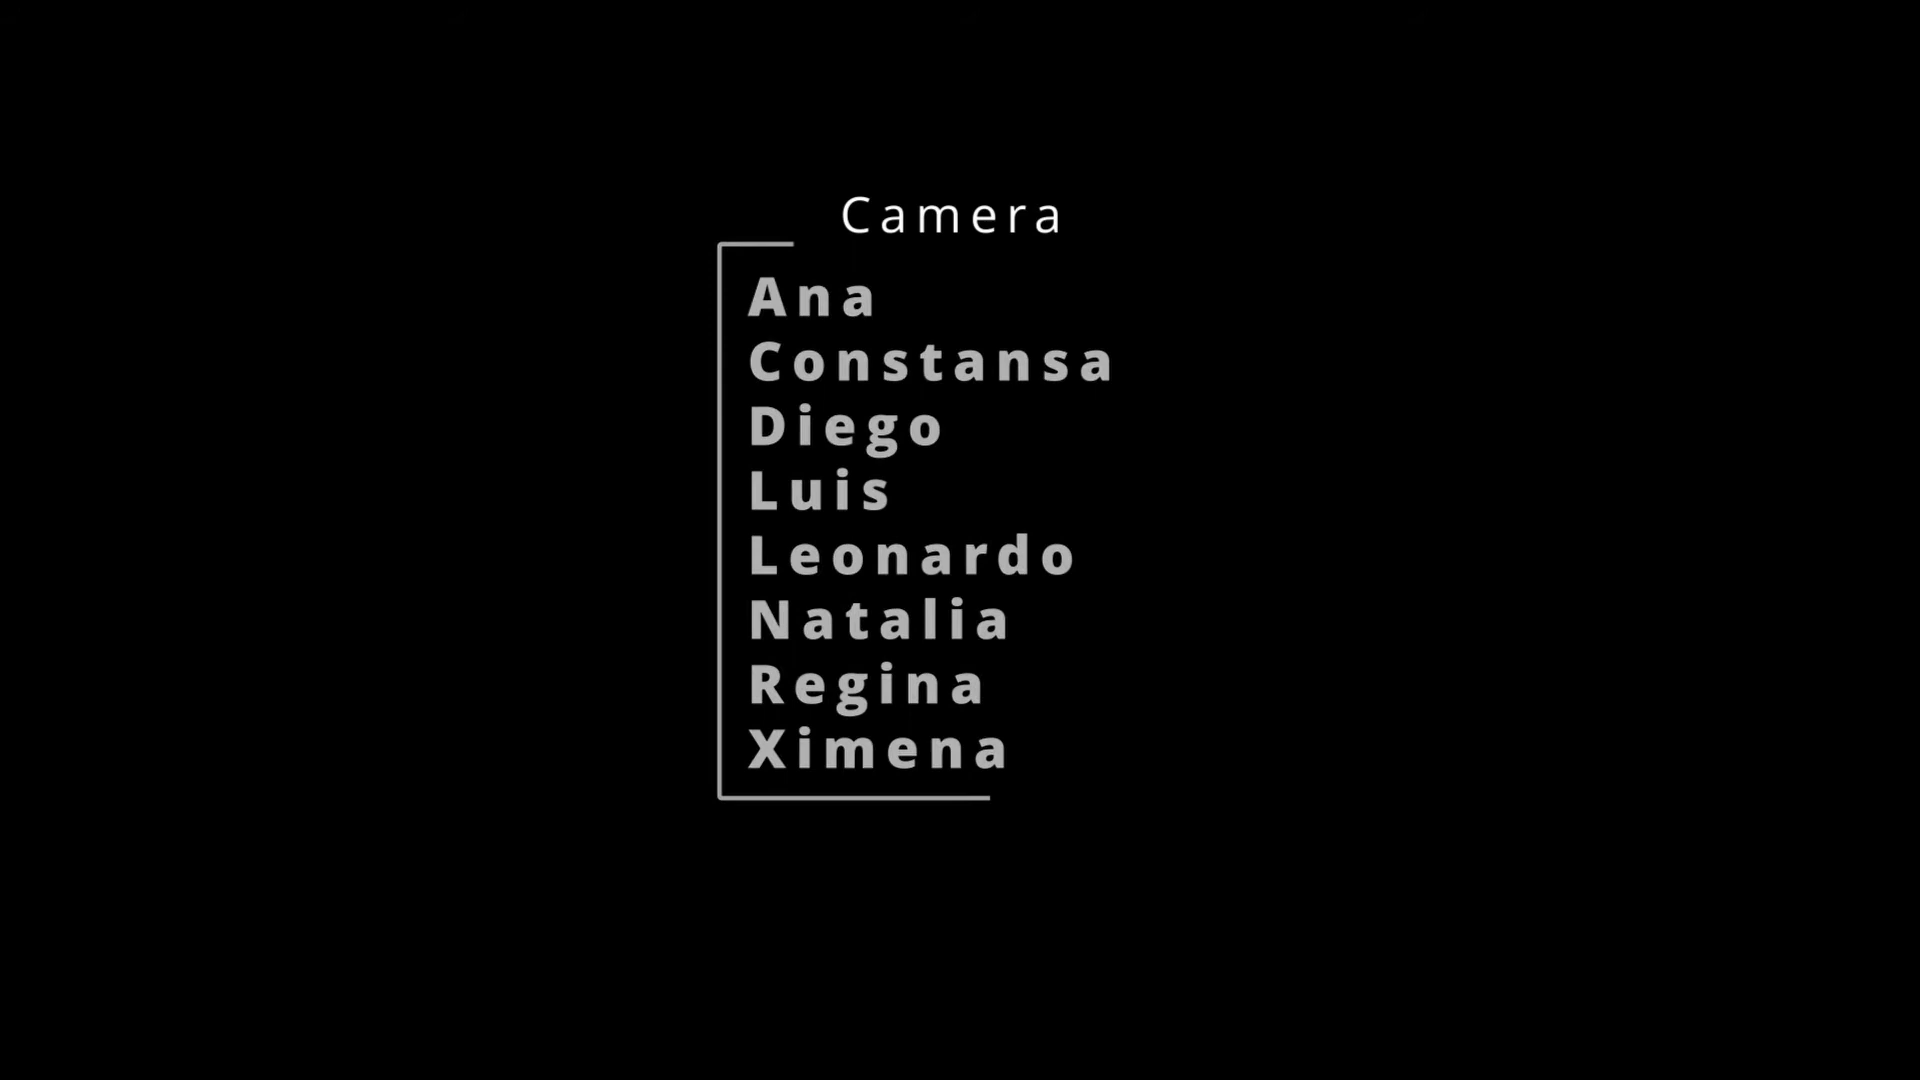 Camera
Ana
Constansa
Diego
Luis
Leonardo
Natalia
Regina
Ximena